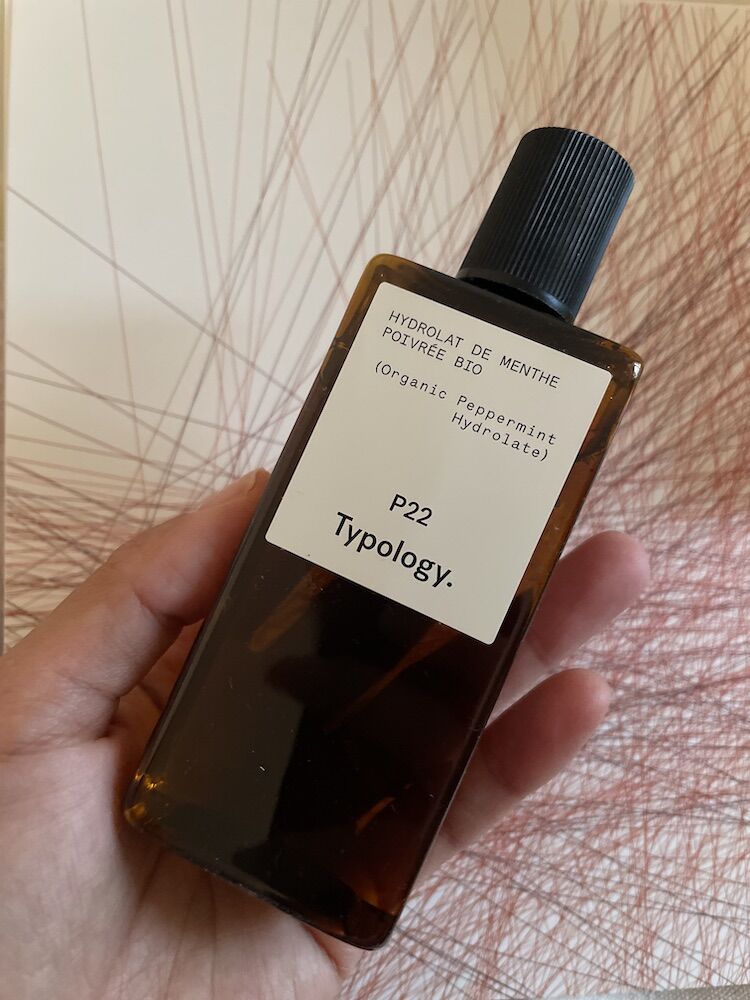 HYDROLAT DE MENTHE
POIVRÉE BIO
(Organic Peppermint
Hydrolate)
P22
Typology.